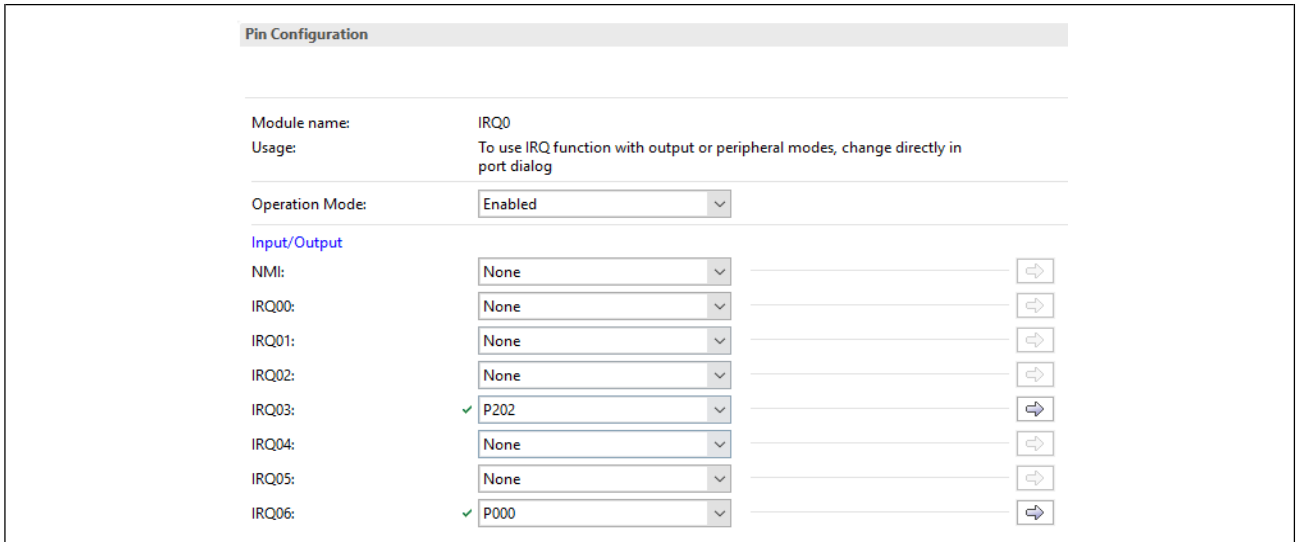 Pin Configuration
Module name: IRQ0
Usage: To use IRQ function with output or peripheral modes, change directly in
port dialog
Operation Mode: Enabled
Input/Output
NMI: None
IRQ00: None
IRQ01: None
IRQ02: None
IRQ03: P202
IRQ04: None
IRQ05: None
IRQ06: P000